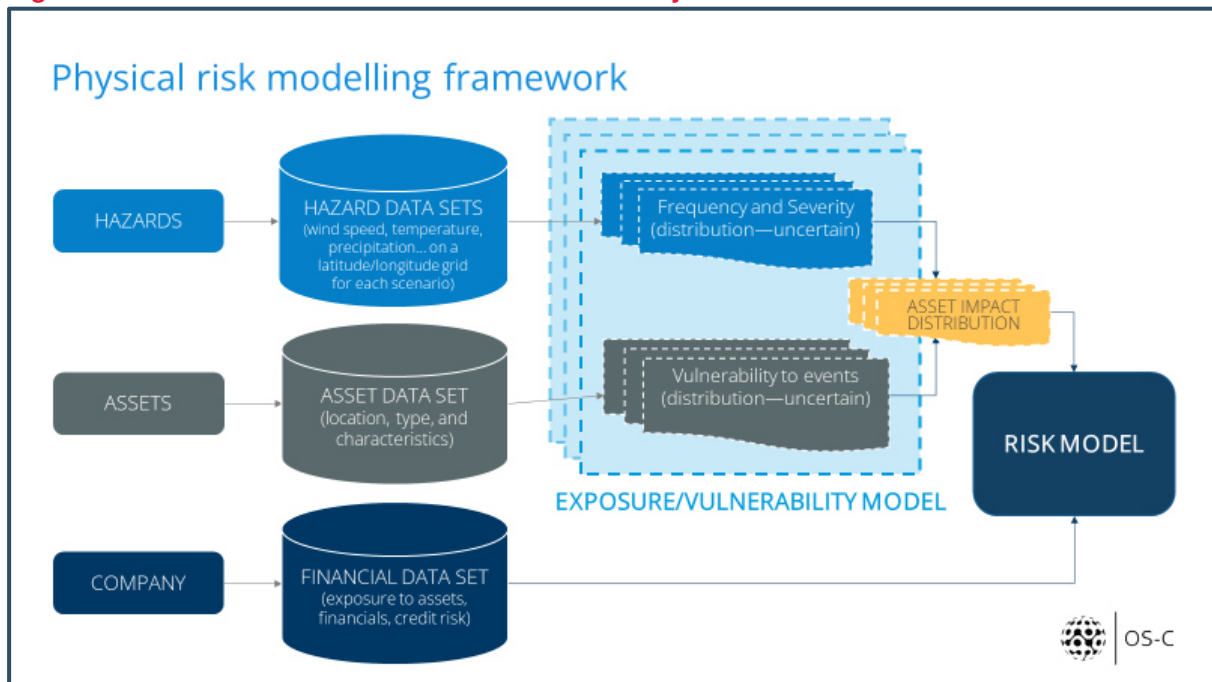 Physical risk modelling framework
HAZARDS
HAZARD DATA SETS
(wind speed, temperature,
precipitation... on a
latitude/longitude grid
for each scenario)
Frequency and Severity
(distribution—uncertain)
ASSET IMPACT
DISTRIBUTION
ASSETS
ASSET DATA SET
(location, type, and
characteristics)
Vulnerability to events
(distribution—uncertain)
RISK MODEL
EXPOSURE/VULNERABILITY MODEL
COMPANY
FINANCIAL DATA SET
(exposure to assets,
financials, credit risk)
OS-C